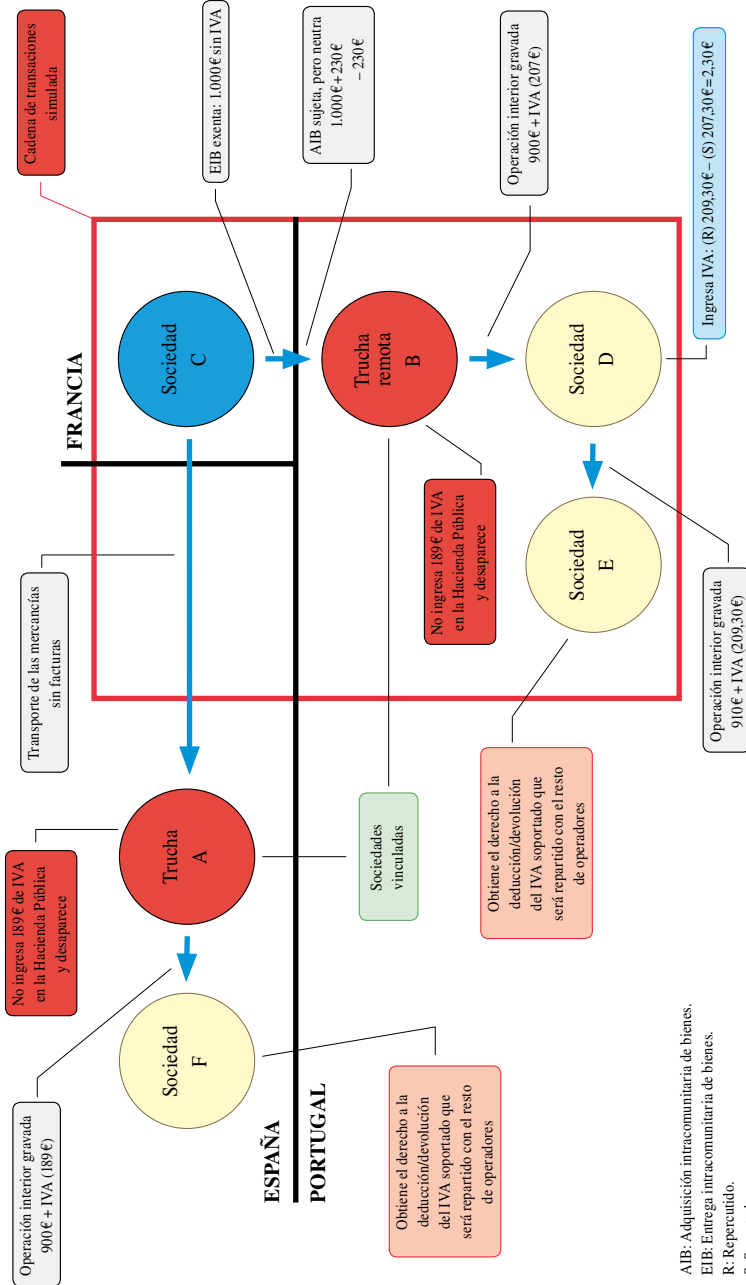 Operación interior gravada
900 € + IVA (189 €)
No ingresa 189 € de IVA
en la Hacienda Pública
y desaparece
Transporte de las mercancías
sin facturas
Cadena de transaciones
simulada
FRANCIA
Sociedad
F
Trucha
A
Sociedad
C
EIB exenta: 1.000 € sin IVA
ESPAÑA
PORTUGAL
AIB sujeta, pero neutra
1.000 € + 230 €
– 230 €
Sociedades
vinculadas
Trucha
remota
B
Obtiene el derecho a la
deducción/devolución
del IVA soportado que
será repartido con el resto
de operadores
No ingresa 189 € de IVA
en la Hacienda Pública
y desaparece
Operación interior gravada
900 € + IVA (207 €)
Obtiene el derecho a la
deducción/devolución
del IVA soportado que
será repartido con el resto
de operadores
Sociedad
E
Sociedad
D
Operación interior gravada
910 € + IVA (209,30 €)
Ingresa IVA: (R) 209,30 € – (S) 207,30 € = 2,30 €
AIB: Adquisición intracomunitaria de bienes.
EIB: Entrega intracomunitaria de bienes.
R: Repercutido.